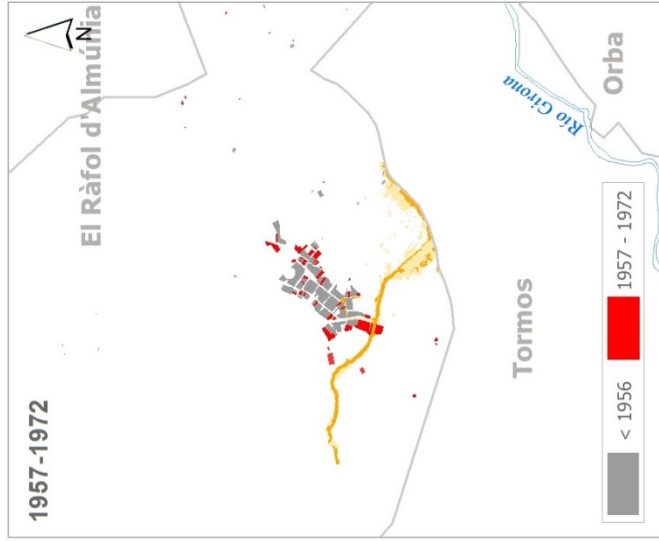 1957-1972
El Ràfol d'Almúnia
N
Tormos
Orba
Río Girona
< 1956
1957 - 1972